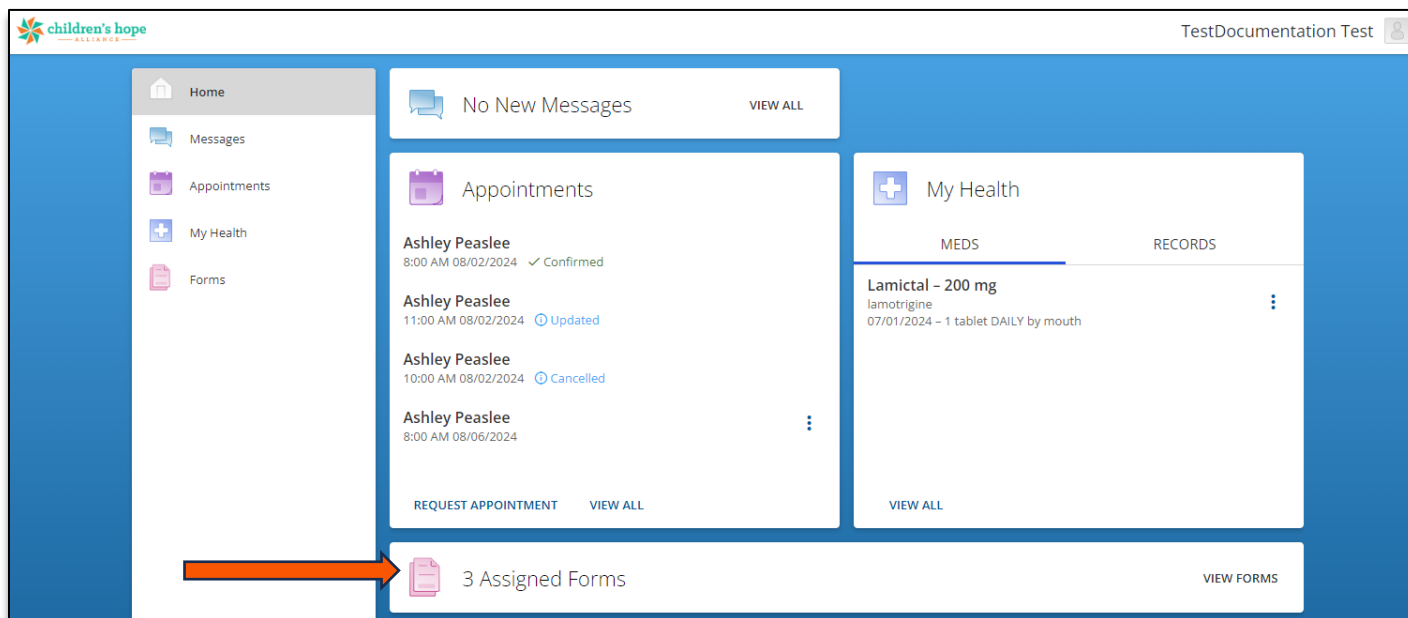 children's hope
ALLIANCE
TestDocumentation Test
Home
Messages
Appointments
My Health
Forms
No New Messages
VIEW ALL
Appointments
Ashley Peaslee
8:00 AM 08/02/2024 ✓ Confirmed
Ashley Peaslee
11:00 AM 08/02/2024 Updated
Ashley Peaslee
10:00 AM 08/02/2024 Cancelled
Ashley Peaslee
8:00 AM 08/06/2024
REQUEST APPOINTMENT VIEW ALL
My Health
MEDS RECORDS
Lamictal – 200 mg
lamotrigine
07/01/2024 – 1 tablet DAILY by mouth
VIEW ALL
3 Assigned Forms
VIEW FORMS